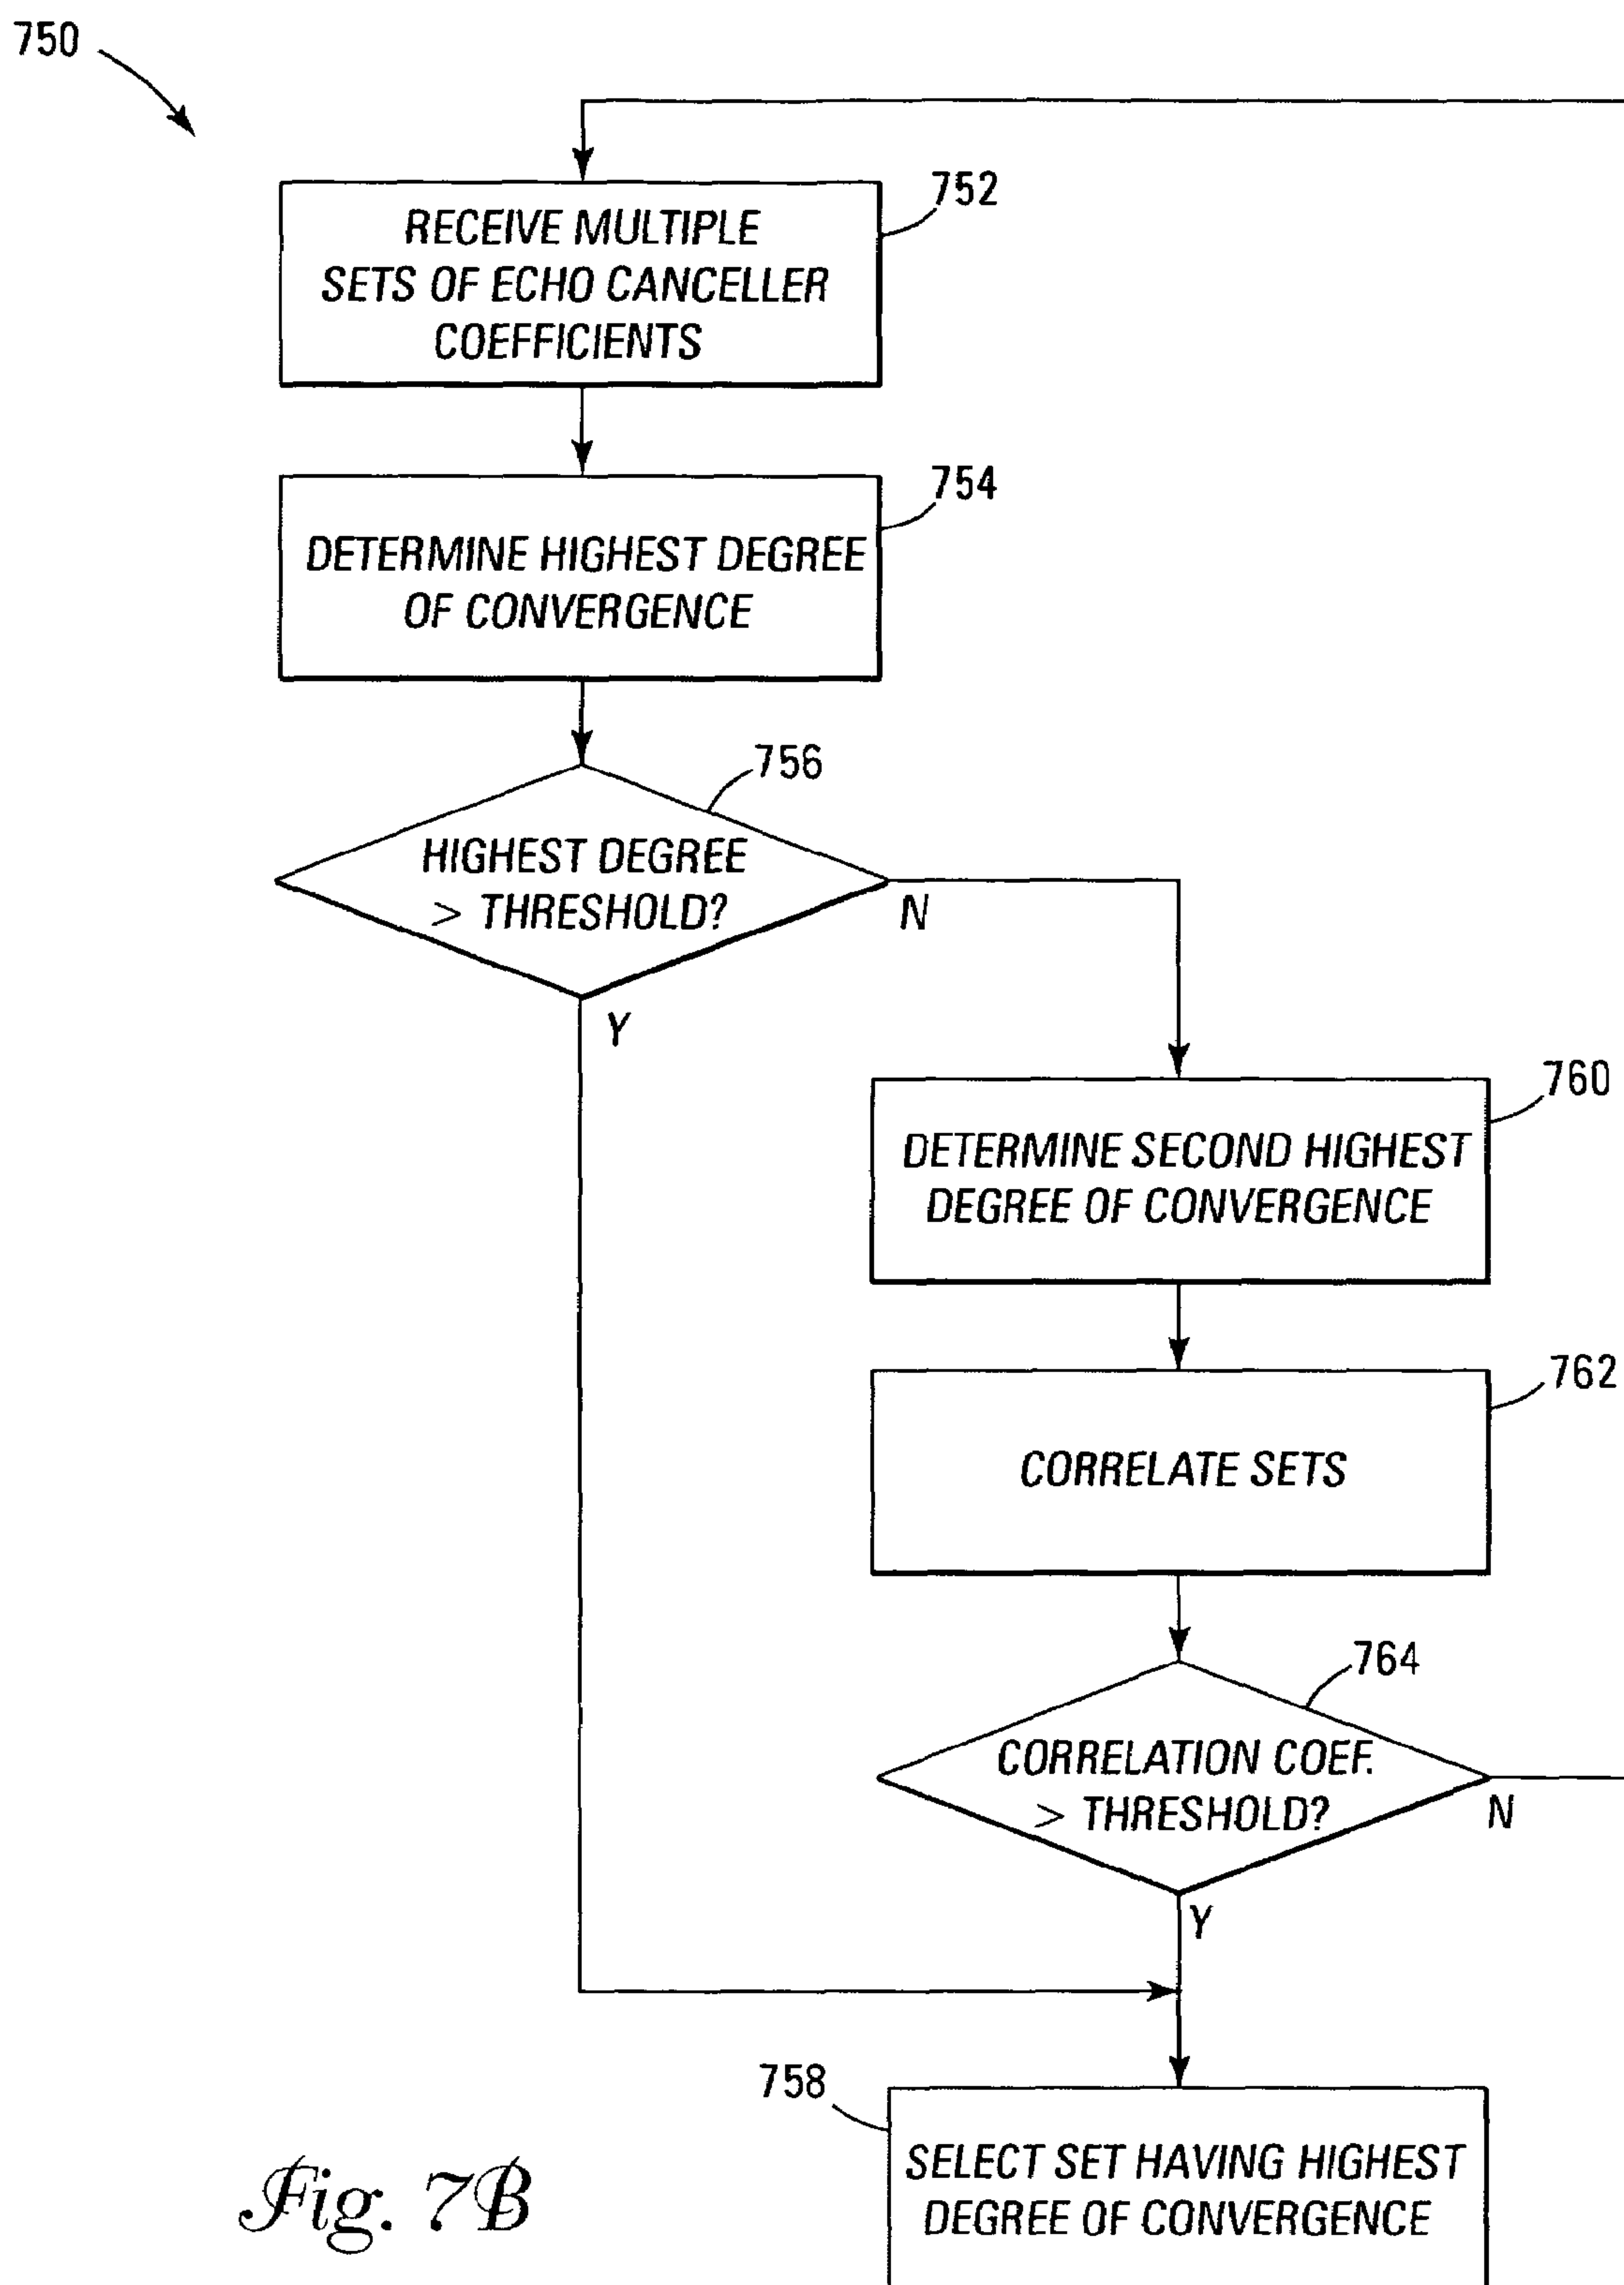 750
752
RECEIVE MULTIPLE
SETS OF ECHO CANCELLER
COEFFICIENTS
754
DETERMINE HIGHEST DEGREE
OF CONVERGENCE
756
HIGHEST DEGREE
> THRESHOLD?
N
Y
760
DETERMINE SECOND HIGHEST
DEGREE OF CONVERGENCE
762
CORRELATE SETS
764
CORRELATION COEF.
> THRESHOLD?
N
Y
758
SELECT SET HAVING HIGHEST
DEGREE OF CONVERGENCE
Fig. 7B